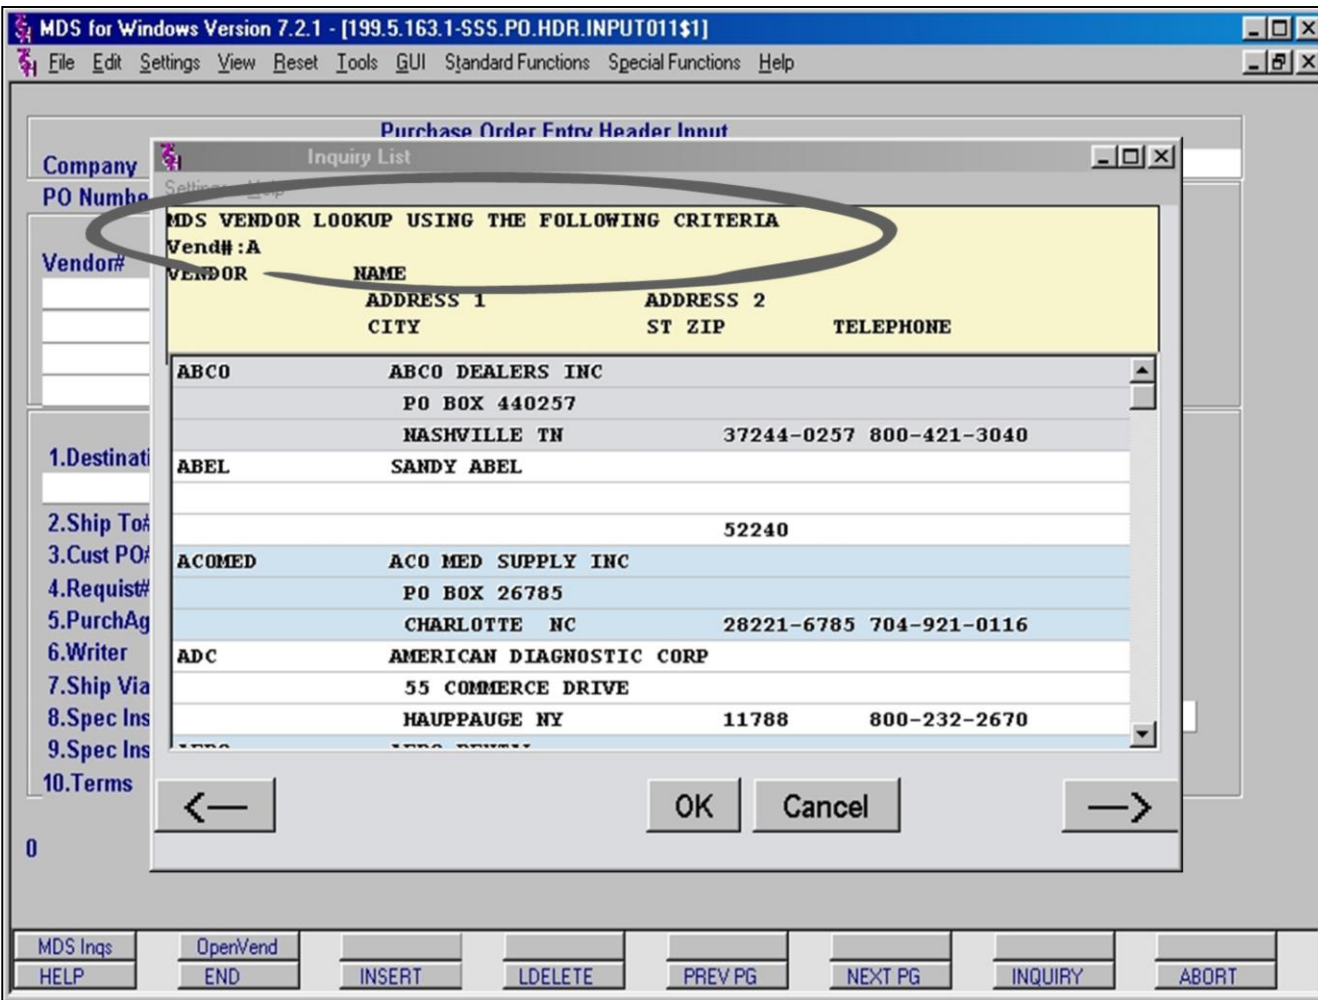 MDS for Windows Version 7.2.1 - [199.5.163.1-SSS.PO.HDR.INPUT011$1]
File Edit Settings View Reset Tools GUI Standard Functions Special Functions Help
Purchase Order Entry Header Input
Company
Inquiry List
PO Numbe
Settings Help
MDS VENDOR LOOKUP USING THE FOLLOWING CRITERIA
Vend#:A
Vendor#
VENDOR NAME
ADDRESS 1 ADDRESS 2
CITY ST ZIP TELEPHONE
ABCO ABCO DEALERS INC
PO BOX 440257
NASHVILLE TN 37244-0257 800-421-3040
1.Destinati
ABEL SANDY ABEL
2.Ship To#
52240
3.Cust PO#
ACOMED ACO MED SUPPLY INC
4.Requist#
PO BOX 26785
5.PurchAg
CHARLOTTE NC 28221-6785 704-921-0116
6.Writer
ADC AMERICAN DIAGNOSTIC CORP
7.Ship Via
55 COMMERCE DRIVE
8.Spec Ins
HAUPPAUGE NY 11788 800-232-2670
9.Spec Ins
10.Terms
<— OK Cancel —>
0
MDS Inqs OpenVend
HELP END INSERT LDELETE PREV PG NEXT PG INQUIRY ABORT